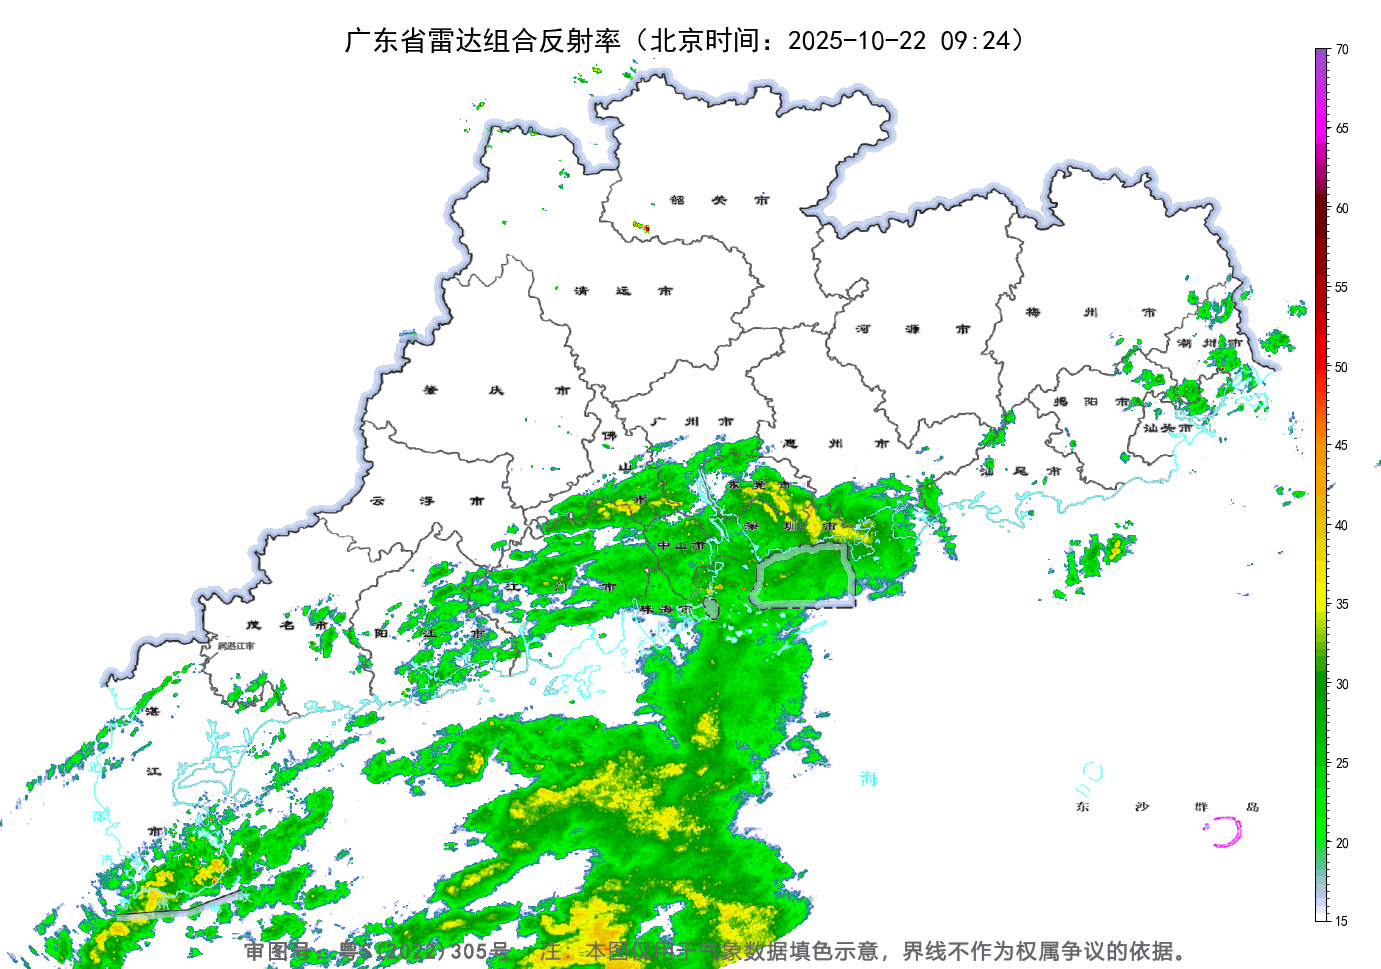 广东省雷达组合反射率（北京时间：2025-10-22 09:24）
70
65
60
55
50
45
40
35
30
25
20
15
韶关市
清远市
河源市
梅州市
潮州市
肇庆市
揭阳市
汕头市
广州市
佛山市
惠州市
汕尾市
云浮市
东莞市
深圳市
中山市
江门市
珠海市
茂名市
阳江市
属湛江市
湛江市
南海
东沙群岛
审图号：粤S(2022)305号 注：本图仅用于气象数据填色示意，界线不作为权属争议的依据。